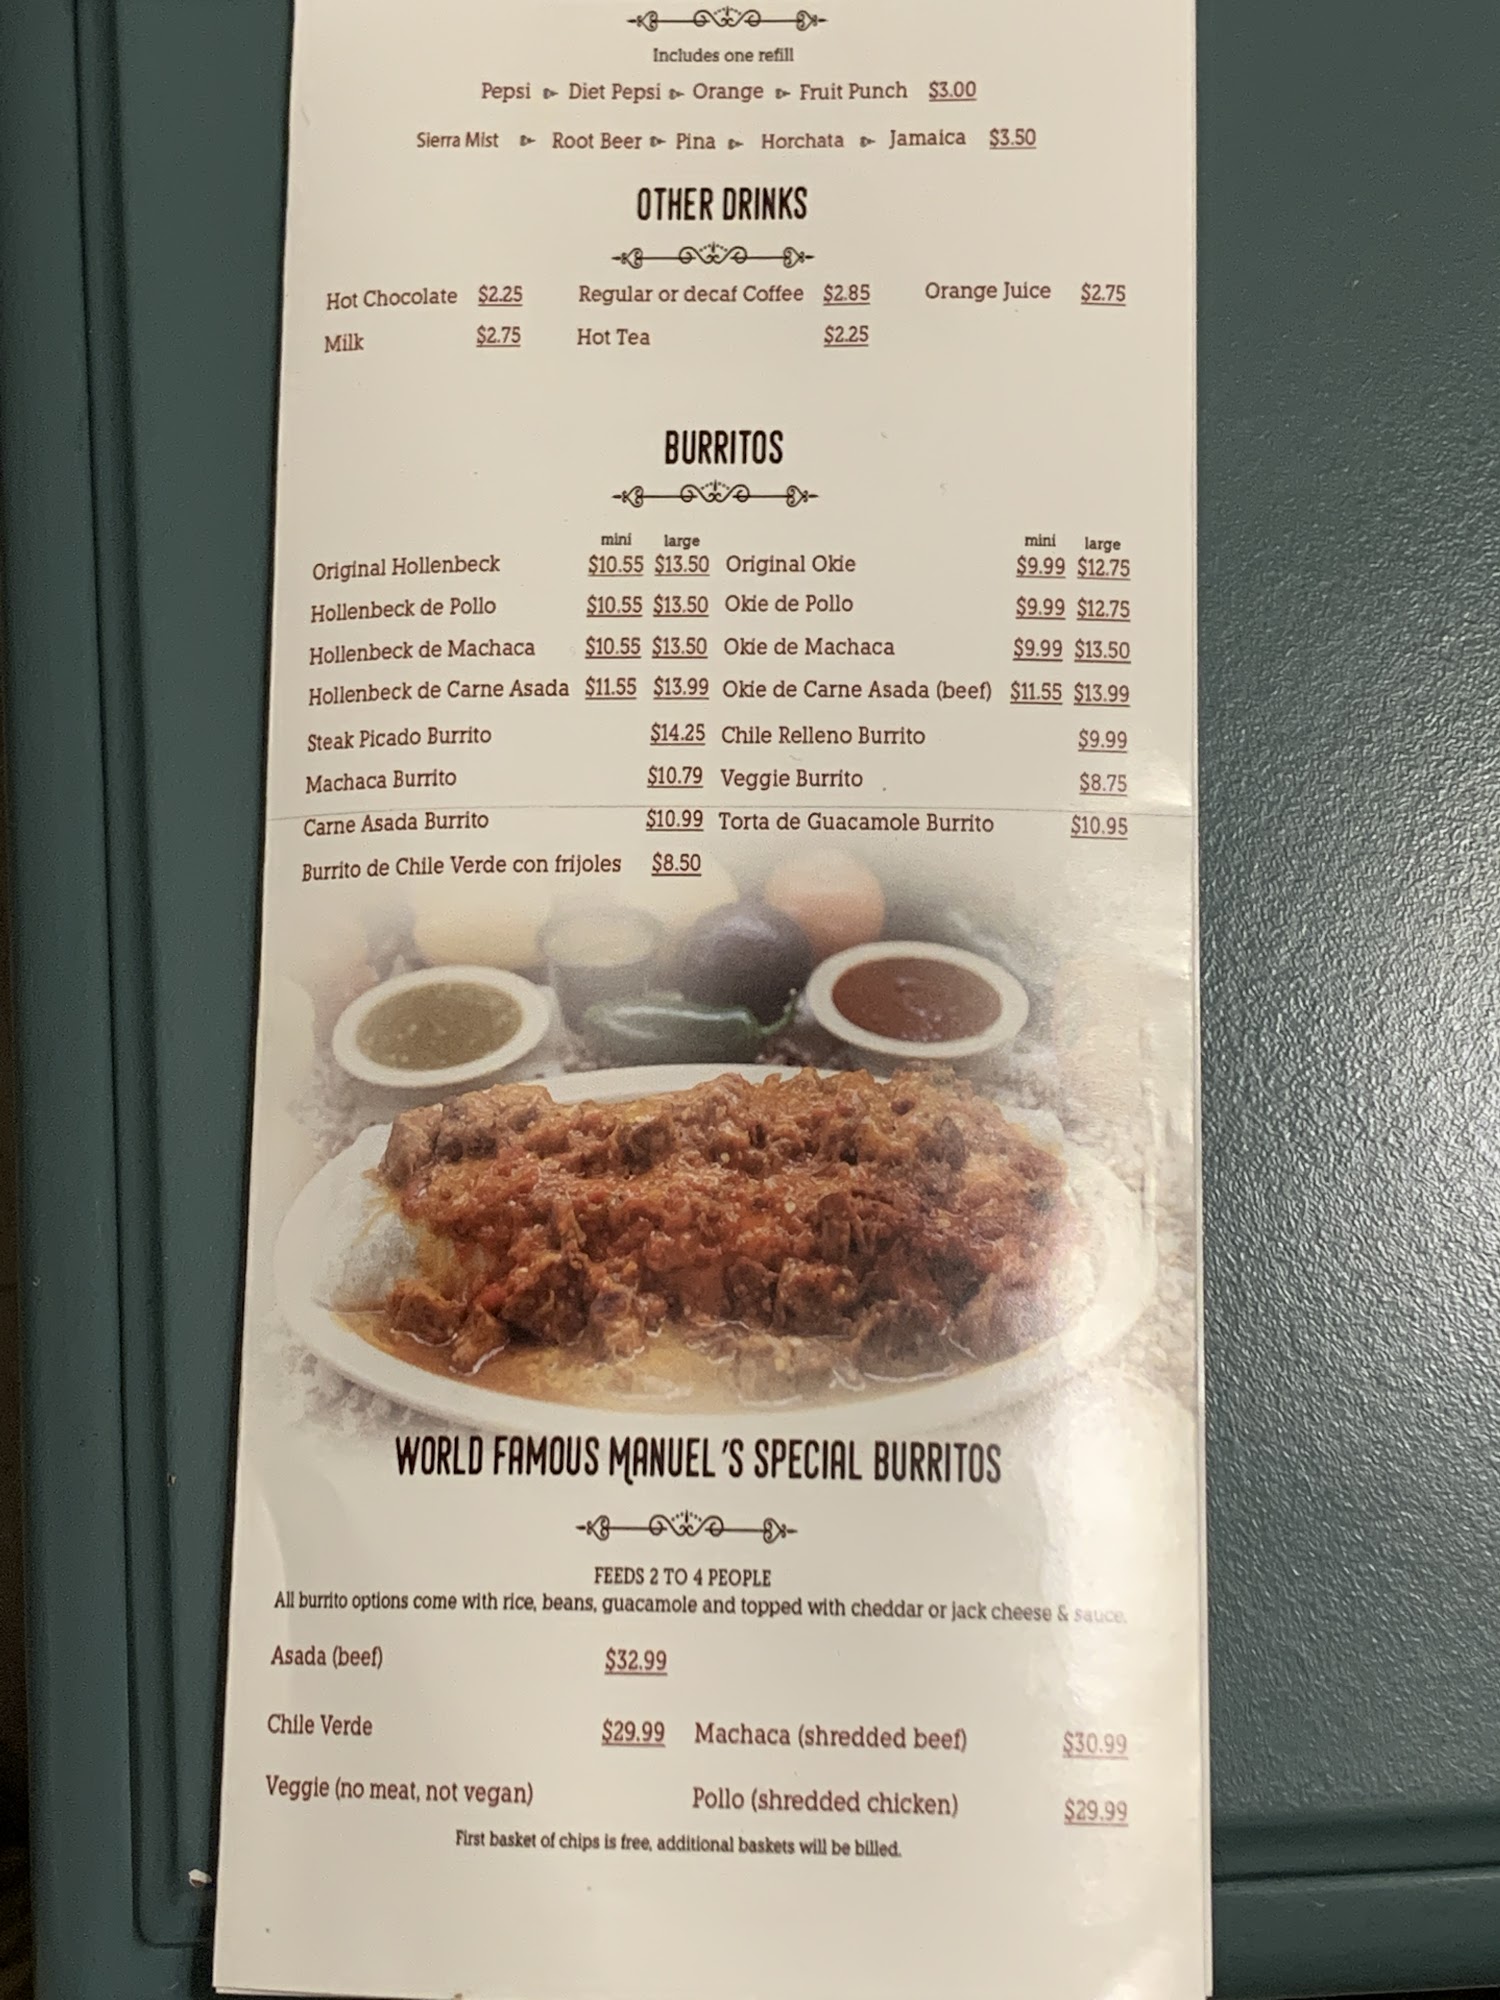 Includes one refill
Pepsi Diet Pepsi Orange Fruit Punch $3.00
Sierra Mist Root Beer Pina Horchata Jamaica $3.50
OTHER DRINKS
Hot Chocolate $2.25 Regular or decaf Coffee $2.85 Orange Juice $2.75
Milk $2.75 Hot Tea $2.25
BURRITOS
mini large mini large
Original Hollenbeck $10.55 $13.50 Original Okie $9.99 $12.75
Hollenbeck de Pollo $10.55 $13.50 Okie de Pollo $9.99 $12.75
Hollenbeck de Machaca $10.55 $13.50 Okie de Machaca $9.99 $13.50
Hollenbeck de Carne Asada $11.55 $13.99 Okie de Carne Asada (beef) $11.55 $13.99
Steak Picado Burrito $14.25 Chile Relleno Burrito $9.99
Machaca Burrito $10.79 Veggie Burrito $8.75
Carne Asada Burrito $10.99 Torta de Guacamole Burrito $10.95
Burrito de Chile Verde con frijoles $8.50
WORLD FAMOUS MANUEL'S SPECIAL BURRITOS
FEEDS 2 TO 4 PEOPLE
All burrito options come with rice, beans, guacamole and topped with cheddar or jack cheese & sauce.
Asada (beef) $32.99
Chile Verde $29.99 Machaca (shredded beef) $30.99
Veggie (no meat, not vegan) Pollo (shredded chicken) $29.99
First basket of chips is free, additional baskets will be billed.